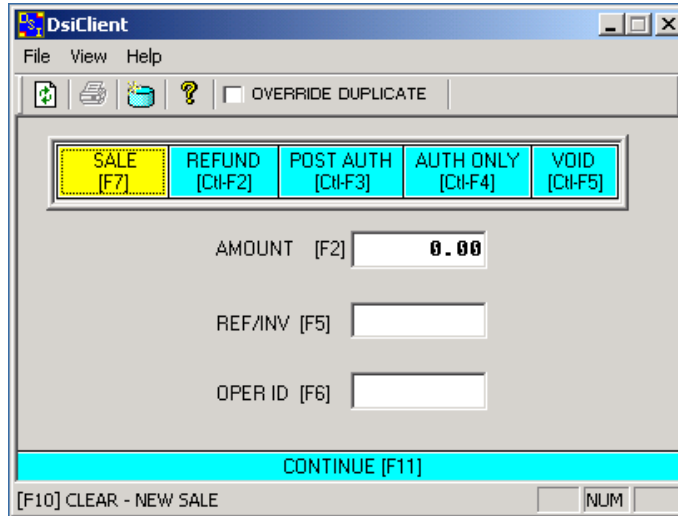 DsiClient
File View Help
OVERRIDE DUPLICATE
SALE REFUND POST AUTH AUTH ONLY VOID
[F7] [Ctl-F2] [Ctl-F3] [Ctl-F4] [Ctl-F5]
AMOUNT [F2] 0.00
REF/INV [F5]
OPER ID [F6]
CONTINUE [F11]
[F10] CLEAR - NEW SALE NUM